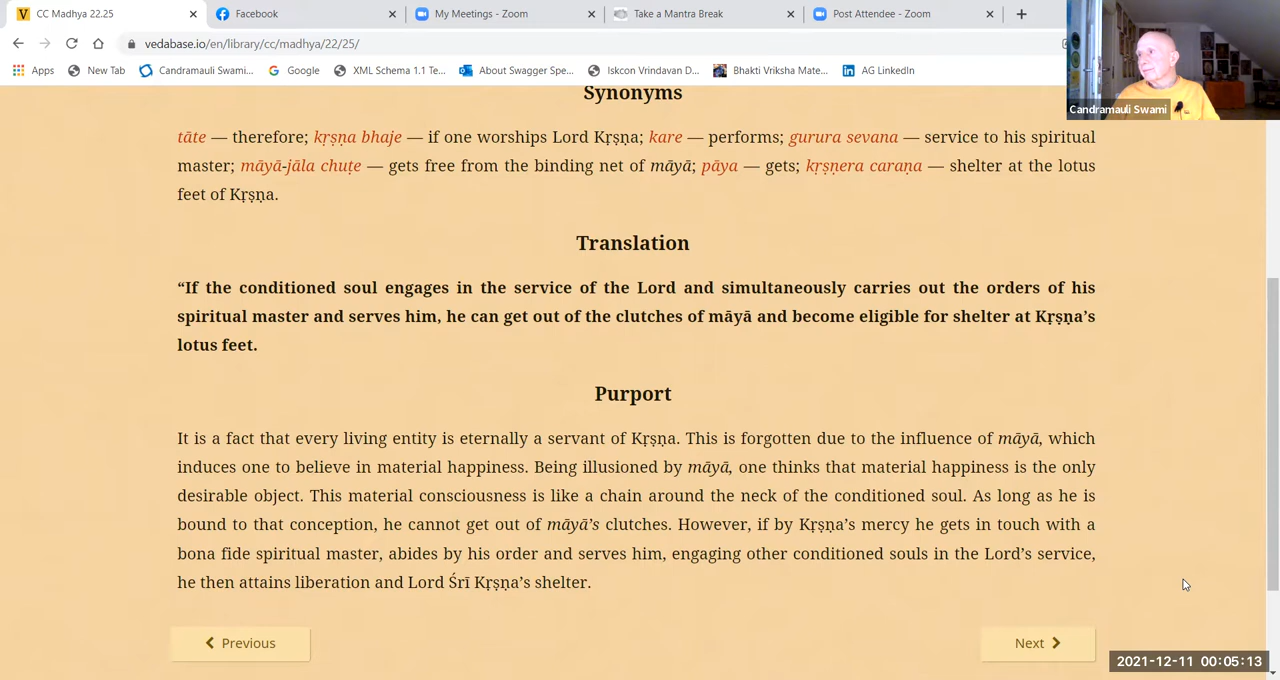 CC Madhya 22.25
Facebook
My Meetings - Zoom
Take a Mantra Break
Post Attendee - Zoom
vedabase.io/en/library/cc/madhya/22/25/
Apps
New Tab
Candramauli Swami...
Google
XML Schema 1.1 Te...
About Swagger Spe...
Iskcon Vrindavan D...
Bhakti Vriksha Mate...
AG LinkedIn
Candramauli Swami
Synonyms
tāte — therefore; kṛṣṇa bhaje — if one worships Lord Kṛṣṇa; kare — performs; gurura sevana — service to his spiritual
master; māyā-jāla chuṭe — gets free from the binding net of māyā; pāya — gets; kṛṣṇera caraṇa — shelter at the lotus
feet of Kṛṣṇa.
Translation
“If the conditioned soul engages in the service of the Lord and simultaneously carries out the orders of his
spiritual master and serves him, he can get out of the clutches of māyā and become eligible for shelter at Kṛṣṇa’s
lotus feet.
Purport
It is a fact that every living entity is eternally a servant of Kṛṣṇa. This is forgotten due to the influence of māyā, which
induces one to believe in material happiness. Being illusioned by māyā, one thinks that material happiness is the only
desirable object. This material consciousness is like a chain around the neck of the conditioned soul. As long as he is
bound to that conception, he cannot get out of māyā’s clutches. However, if by Kṛṣṇa’s mercy he gets in touch with a
bona fide spiritual master, abides by his order and serves him, engaging other conditioned souls in the Lord’s service,
he then attains liberation and Lord Śrī Kṛṣṇa’s shelter.
Previous
Next
2021-12-11 00:05:13